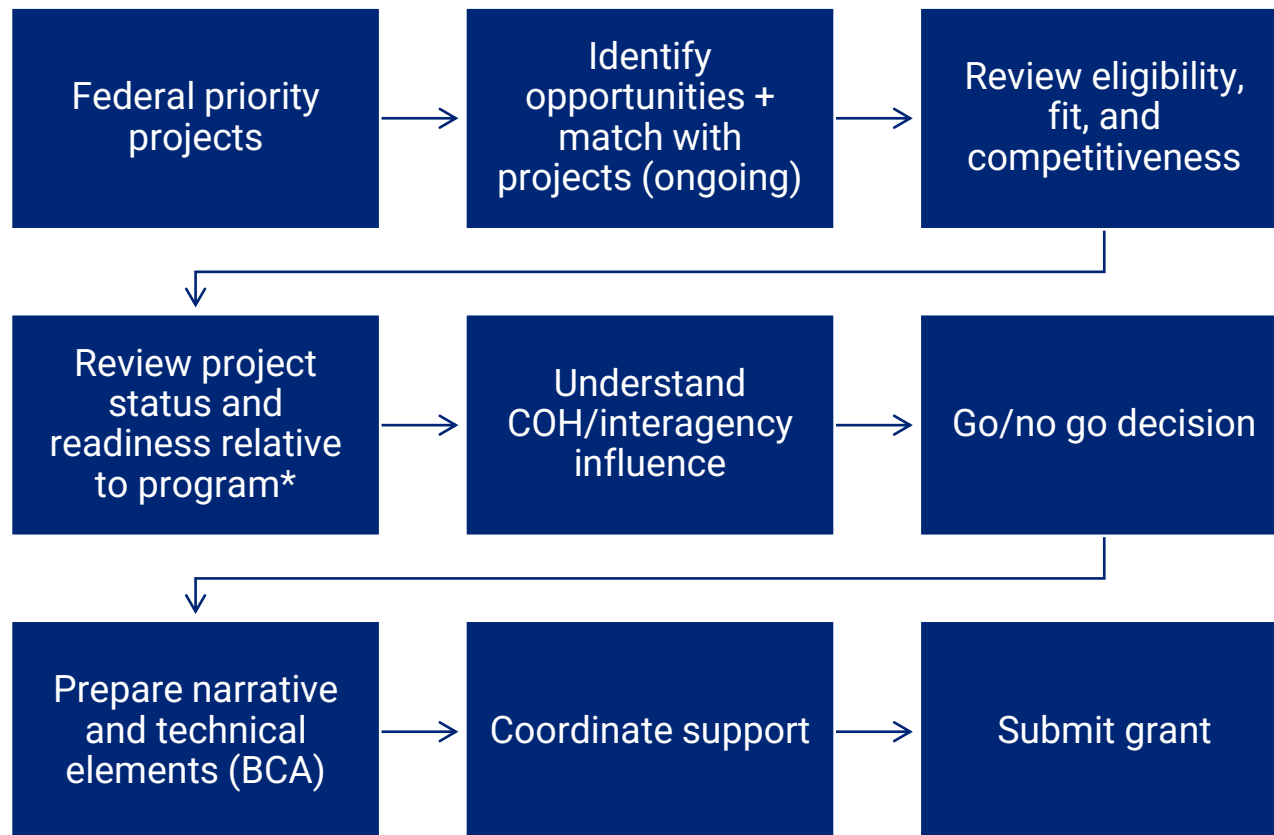 Federal priority
projects
Identify
opportunities +
match with
projects (ongoing)
Review eligibility,
fit, and
competitiveness
Review project
status and
readiness relative
to program*
Understand
COH/interagency
influence
Go/no go decision
Prepare narrative
and technical
elements (BCA)
Coordinate support
Submit grant